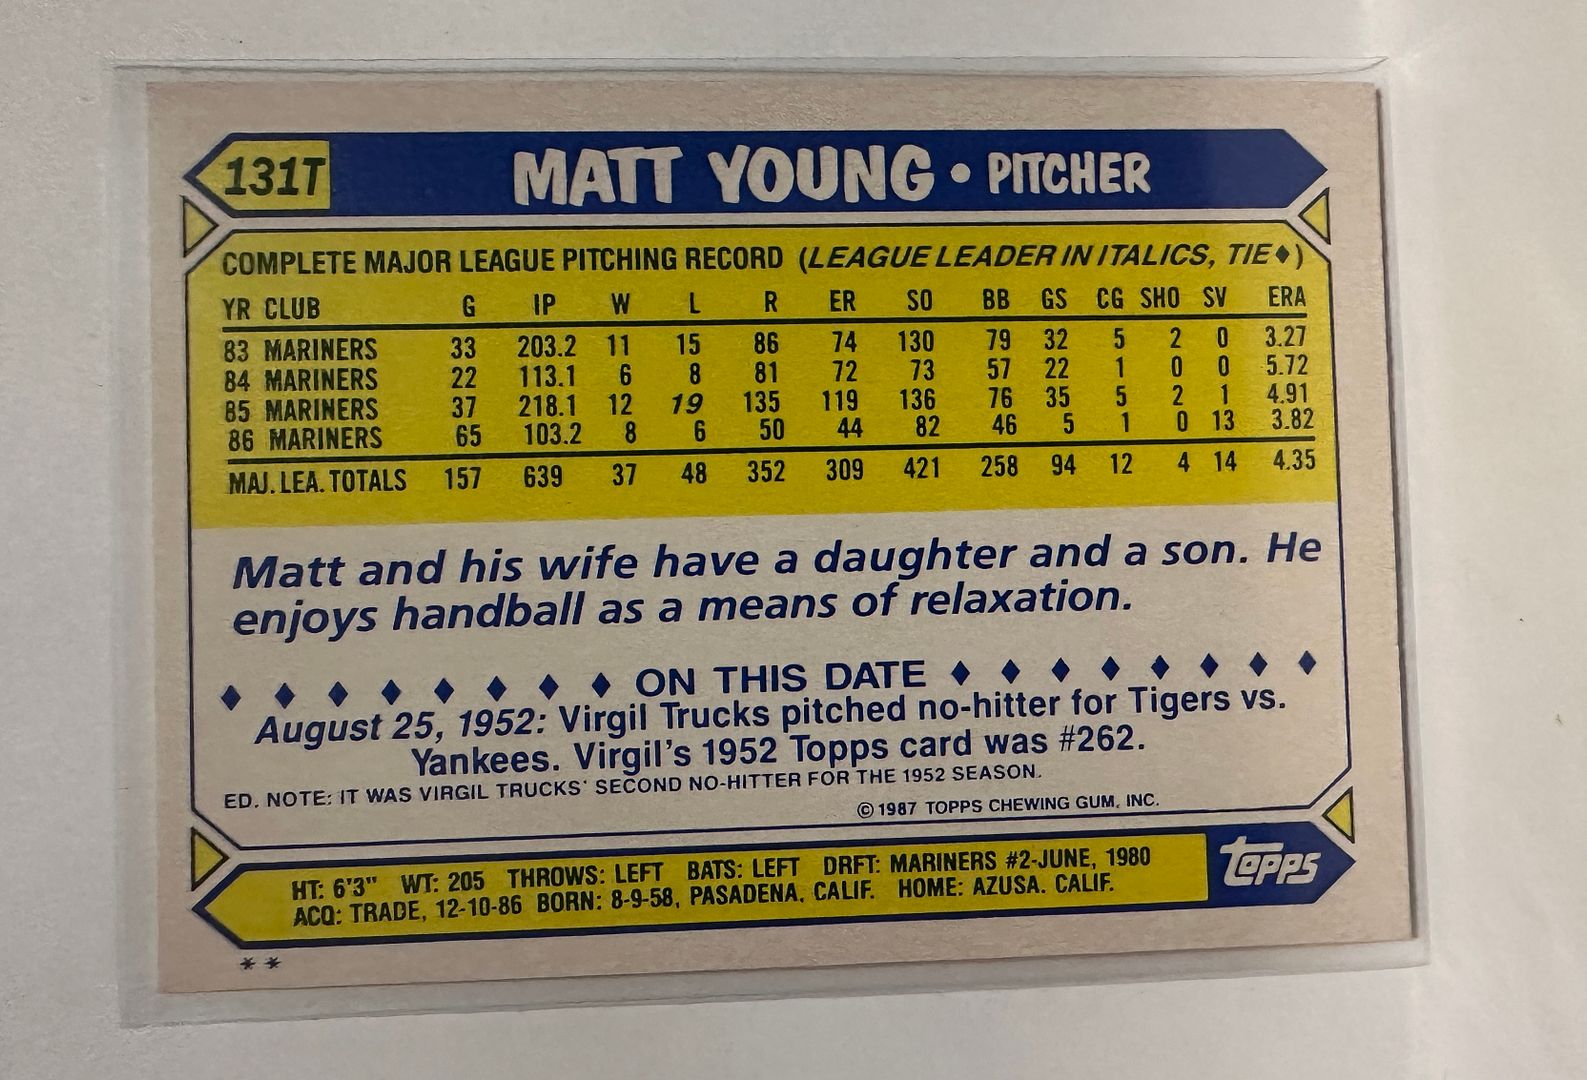 131T MATT YOUNG • PITCHER
COMPLETE MAJOR LEAGUE PITCHING RECORD (LEAGUE LEADER IN ITALICS, TIE♦)
YR CLUB G IP W L R ER SO BB GS CG SHO SV ERA
83 MARINERS 33 203.2 11 15 86 74 130 79 32 5 2 0 3.27
84 MARINERS 22 113.1 6 8 81 72 73 57 22 1 0 0 5.72
85 MARINERS 37 218.1 12 19 135 119 136 76 35 5 2 1 4.91
86 MARINERS 65 103.2 8 6 50 44 82 46 5 1 0 13 3.82
MAJ. LEA. TOTALS 157 639 37 48 352 309 421 258 94 12 4 14 4.35
Matt and his wife have a daughter and a son. He
enjoys handball as a means of relaxation.
♦ ♦ ♦ ♦ ♦ ♦ ♦ ♦ ON THIS DATE ♦ ♦ ♦ ♦ ♦ ♦ ♦ ♦
August 25, 1952: Virgil Trucks pitched no-hitter for Tigers vs.
Yankees. Virgil's 1952 Topps card was #262.
ED. NOTE: IT WAS VIRGIL TRUCKS' SECOND NO-HITTER FOR THE 1952 SEASON.
© 1987 TOPPS CHEWING GUM, INC.
HT: 6'3" WT: 205 THROWS: LEFT BATS: LEFT DRFT: MARINERS #2-JUNE, 1980
ACQ: TRADE, 12-10-86 BORN: 8-9-58, PASADENA, CALIF. HOME: AZUSA, CALIF.
topps
**